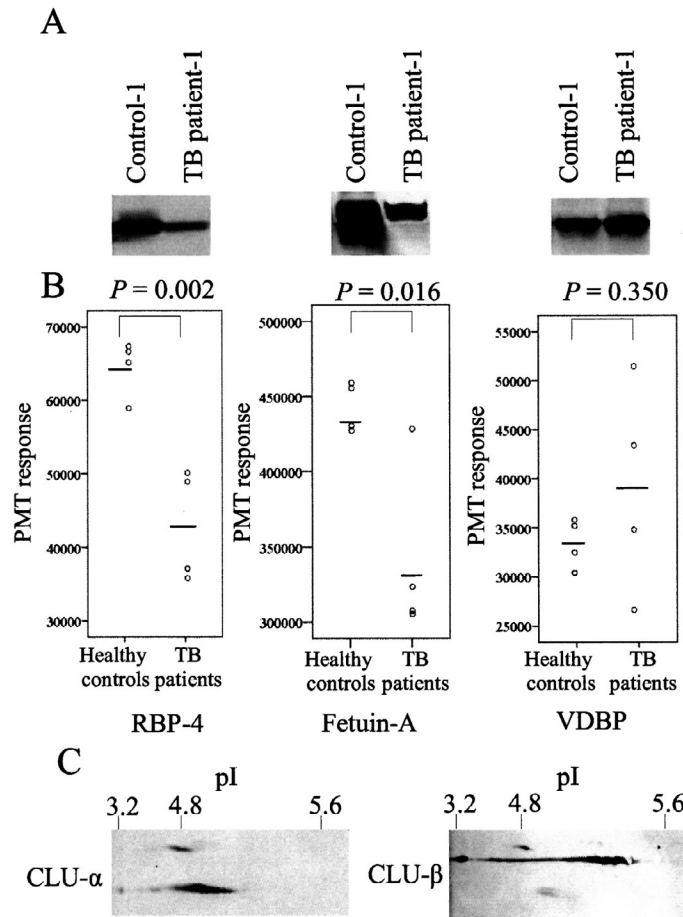 A
Control-1
TB patient-1
Control-1
TB patient-1
Control-1
TB patient-1
B
P = 0.002
P = 0.016
P = 0.350
PMT response
70000
60000
50000
40000
30000
Healthy controls
TB patients
RBP-4
PMT response
500000
450000
400000
350000
300000
Healthy controls
TB patients
Fetuin-A
PMT response
55000
50000
45000
40000
35000
30000
25000
Healthy controls
TB patients
VDBP
C
pI
3.2 4.8 5.6
CLU-α
pI
3.2 4.8 5.6
CLU-β